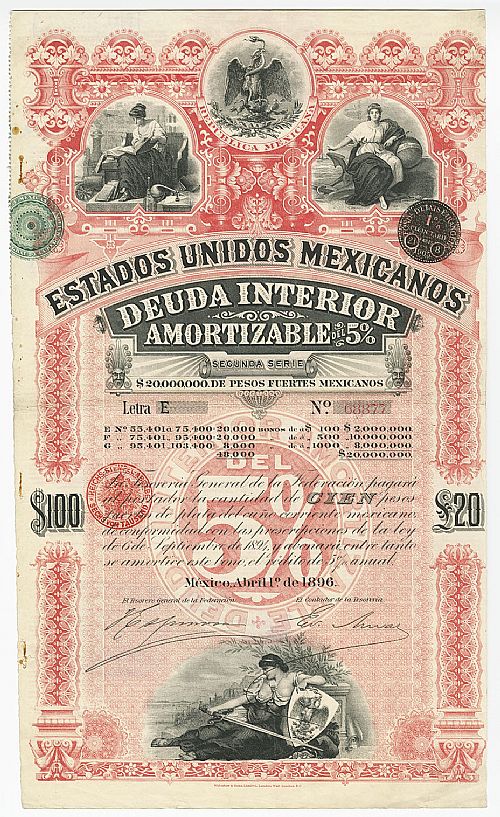 REPUBLICA MEXICANA
ESTADOS UNIDOS MEXICANOS
DEUDA INTERIOR
AMORTIZABLE DEL 5%
SEGUNDA SERIE
$20.000.000. DE PESOS FUERTES MEXICANOS
Letra E Nº. 68877
E Nº 55,401 á 75,400 - 20,000 BONOS de á $ 100 $ 2,000,000
F „ 75,401 „ 95,400 - 20,000 de á „ 500 „ 10,000,000
G „ 95,401 „ 103,400 - 8,000 de á „ 1000 „ 8,000,000
48,000 $20,000,000
DEL
5%
La Tesorería General de la Federación pagará
al portador la cantidad de CIEN pesos
de plata del cuño corriente mexicano,
de conformidad con las prescripciones de la ley
de 6 de Septiembre de 1894, y abonará entre tanto
se amortice este bono, el rédito de 5% anual.
$100
£20
México, Abril 1º de 1896.
El Tesorero General de la Federación
El Contador de la Tesorería